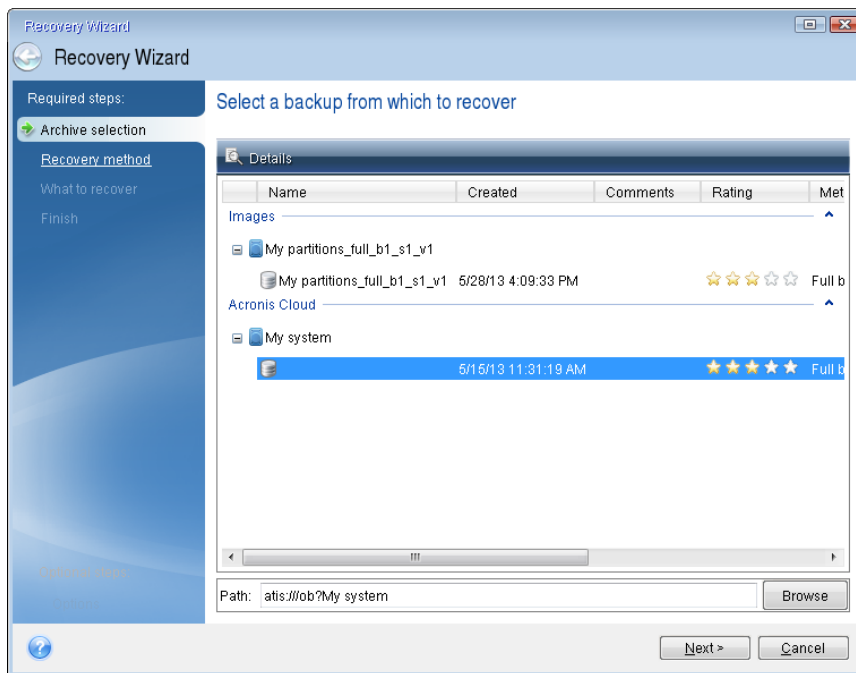 Recovery Wizard
Recovery Wizard
Required steps:
Archive selection
Recovery method
What to recover
Finish
Select a backup from which to recover
Details
Name Created Comments Rating Met
Images
My partitions_full_b1_s1_v1
My partitions_full_b1_s1_v1 5/28/13 4:09:33 PM Full b
Acronis Cloud
My system
5/15/13 11:31:19 AM Full b
Path: atis:///ob?My system Browse
Next > Cancel